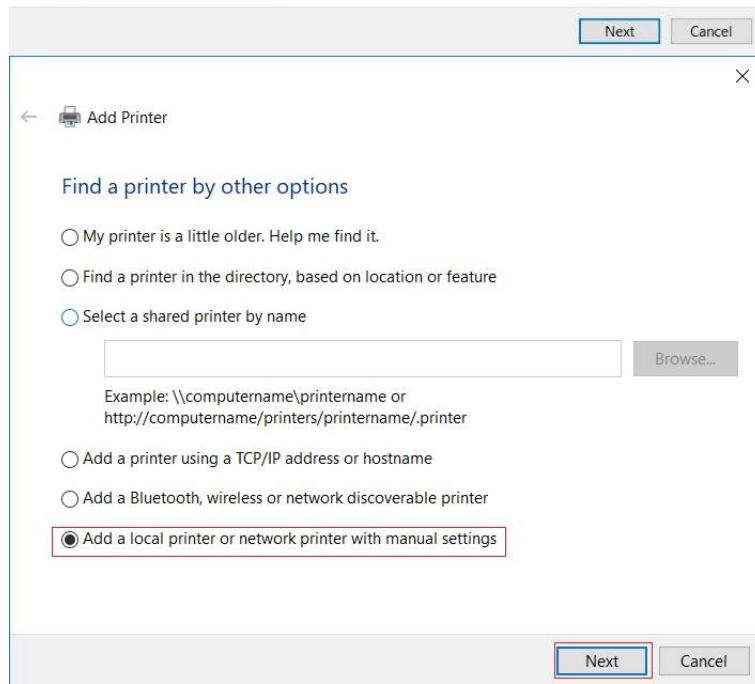 Next Cancel
Add Printer
Find a printer by other options
My printer is a little older. Help me find it.
Find a printer in the directory, based on location or feature
Select a shared printer by name
Browse...
Example: \\computername\printername or
http://computername/printers/printername/.printer
Add a printer using a TCP/IP address or hostname
Add a Bluetooth, wireless or network discoverable printer
Add a local printer or network printer with manual settings
Next Cancel